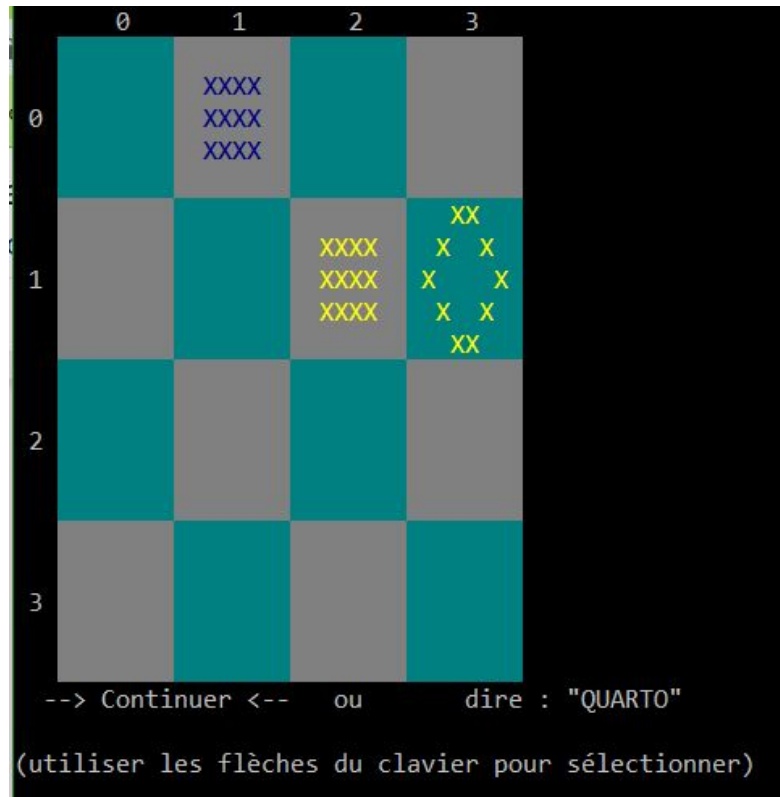 0 1 2 3
XXXX
0 XXXX
XXXX
XX
XXXX X X
1 XXXX X X
XXXX X X
XX
2
3
--> Continuer <-- ou dire : "QUARTO"
(utiliser les flèches du clavier pour sélectionner)